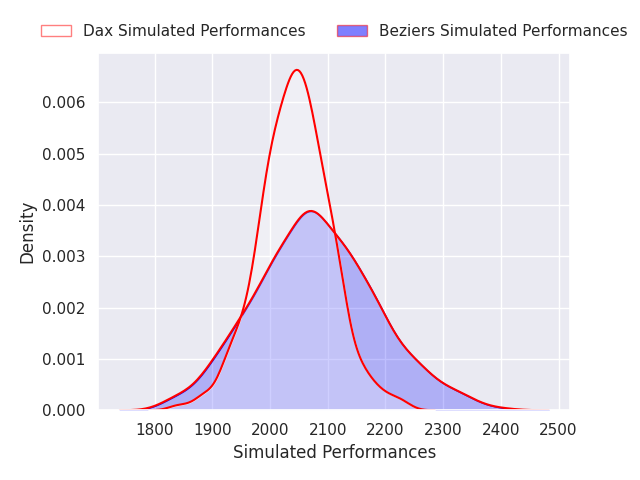 Dax Simulated Performances
Beziers Simulated Performances
0.006
0.005
0.004
0.003
0.002
0.001
0.000
Density
1800 1900 2000 2100 2200 2300 2400 2500
Simulated Performances